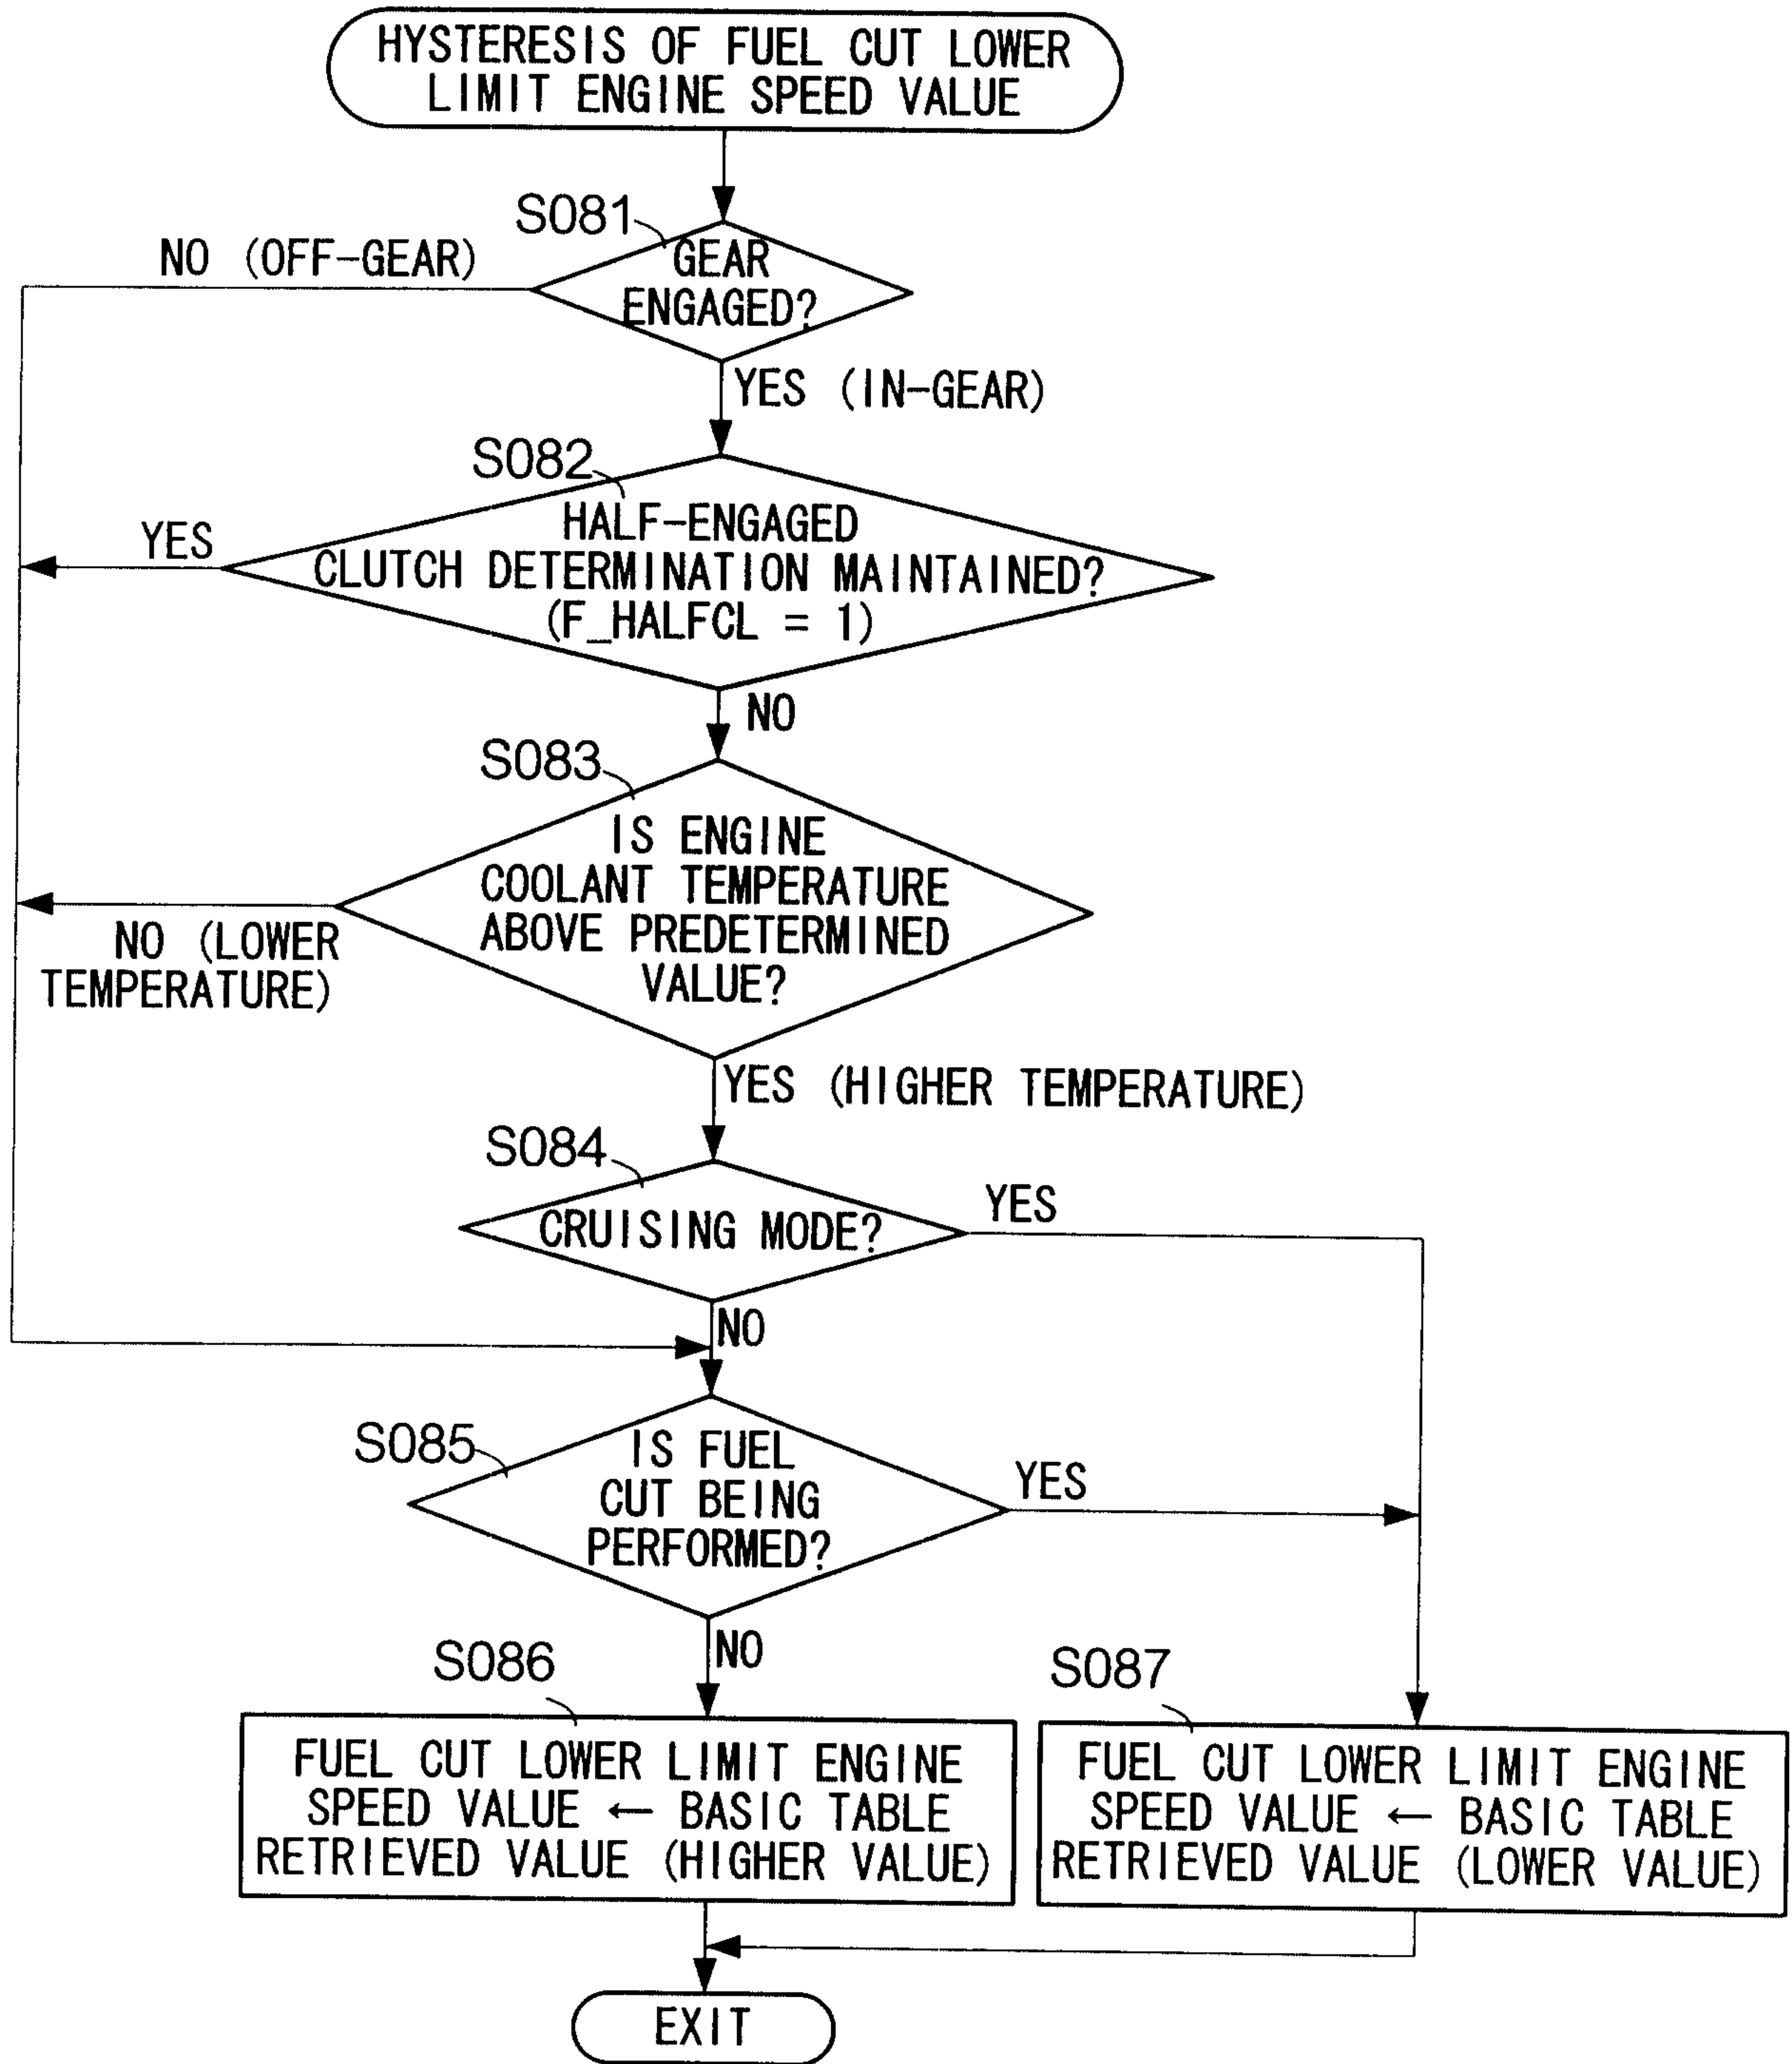 HYSTERESIS OF FUEL CUT LOWER
LIMIT ENGINE SPEED VALUE
S081
NO (OFF-GEAR)
GEAR
ENGAGED?
YES (IN-GEAR)
S082
YES
HALF-ENGAGED
CLUTCH DETERMINATION MAINTAINED?
(F_HALFCL = 1)
NO
S083
IS ENGINE
COOLANT TEMPERATURE
ABOVE PREDETERMINED
VALUE?
NO (LOWER
TEMPERATURE)
YES (HIGHER TEMPERATURE)
S084
CRUISING MODE?
YES
NO
S085
IS FUEL
CUT BEING
PERFORMED?
YES
NO
S086
FUEL CUT LOWER LIMIT ENGINE
SPEED VALUE ← BASIC TABLE
RETRIEVED VALUE (HIGHER VALUE)
S087
FUEL CUT LOWER LIMIT ENGINE
SPEED VALUE ← BASIC TABLE
RETRIEVED VALUE (LOWER VALUE)
EXIT